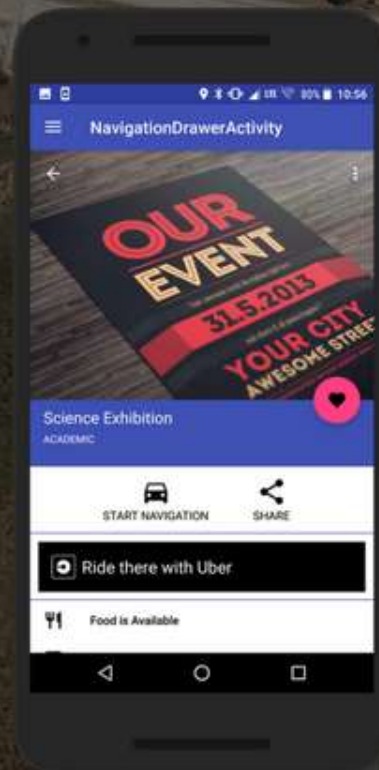 80% 10:56
NavigationDrawerActivity
OUR
EVENT
31.5.2013
YOUR CITY
AWESOME STREET
Science Exhibition
ACADEMIC
START NAVIGATION
SHARE
Ride there with Uber
Food is Available